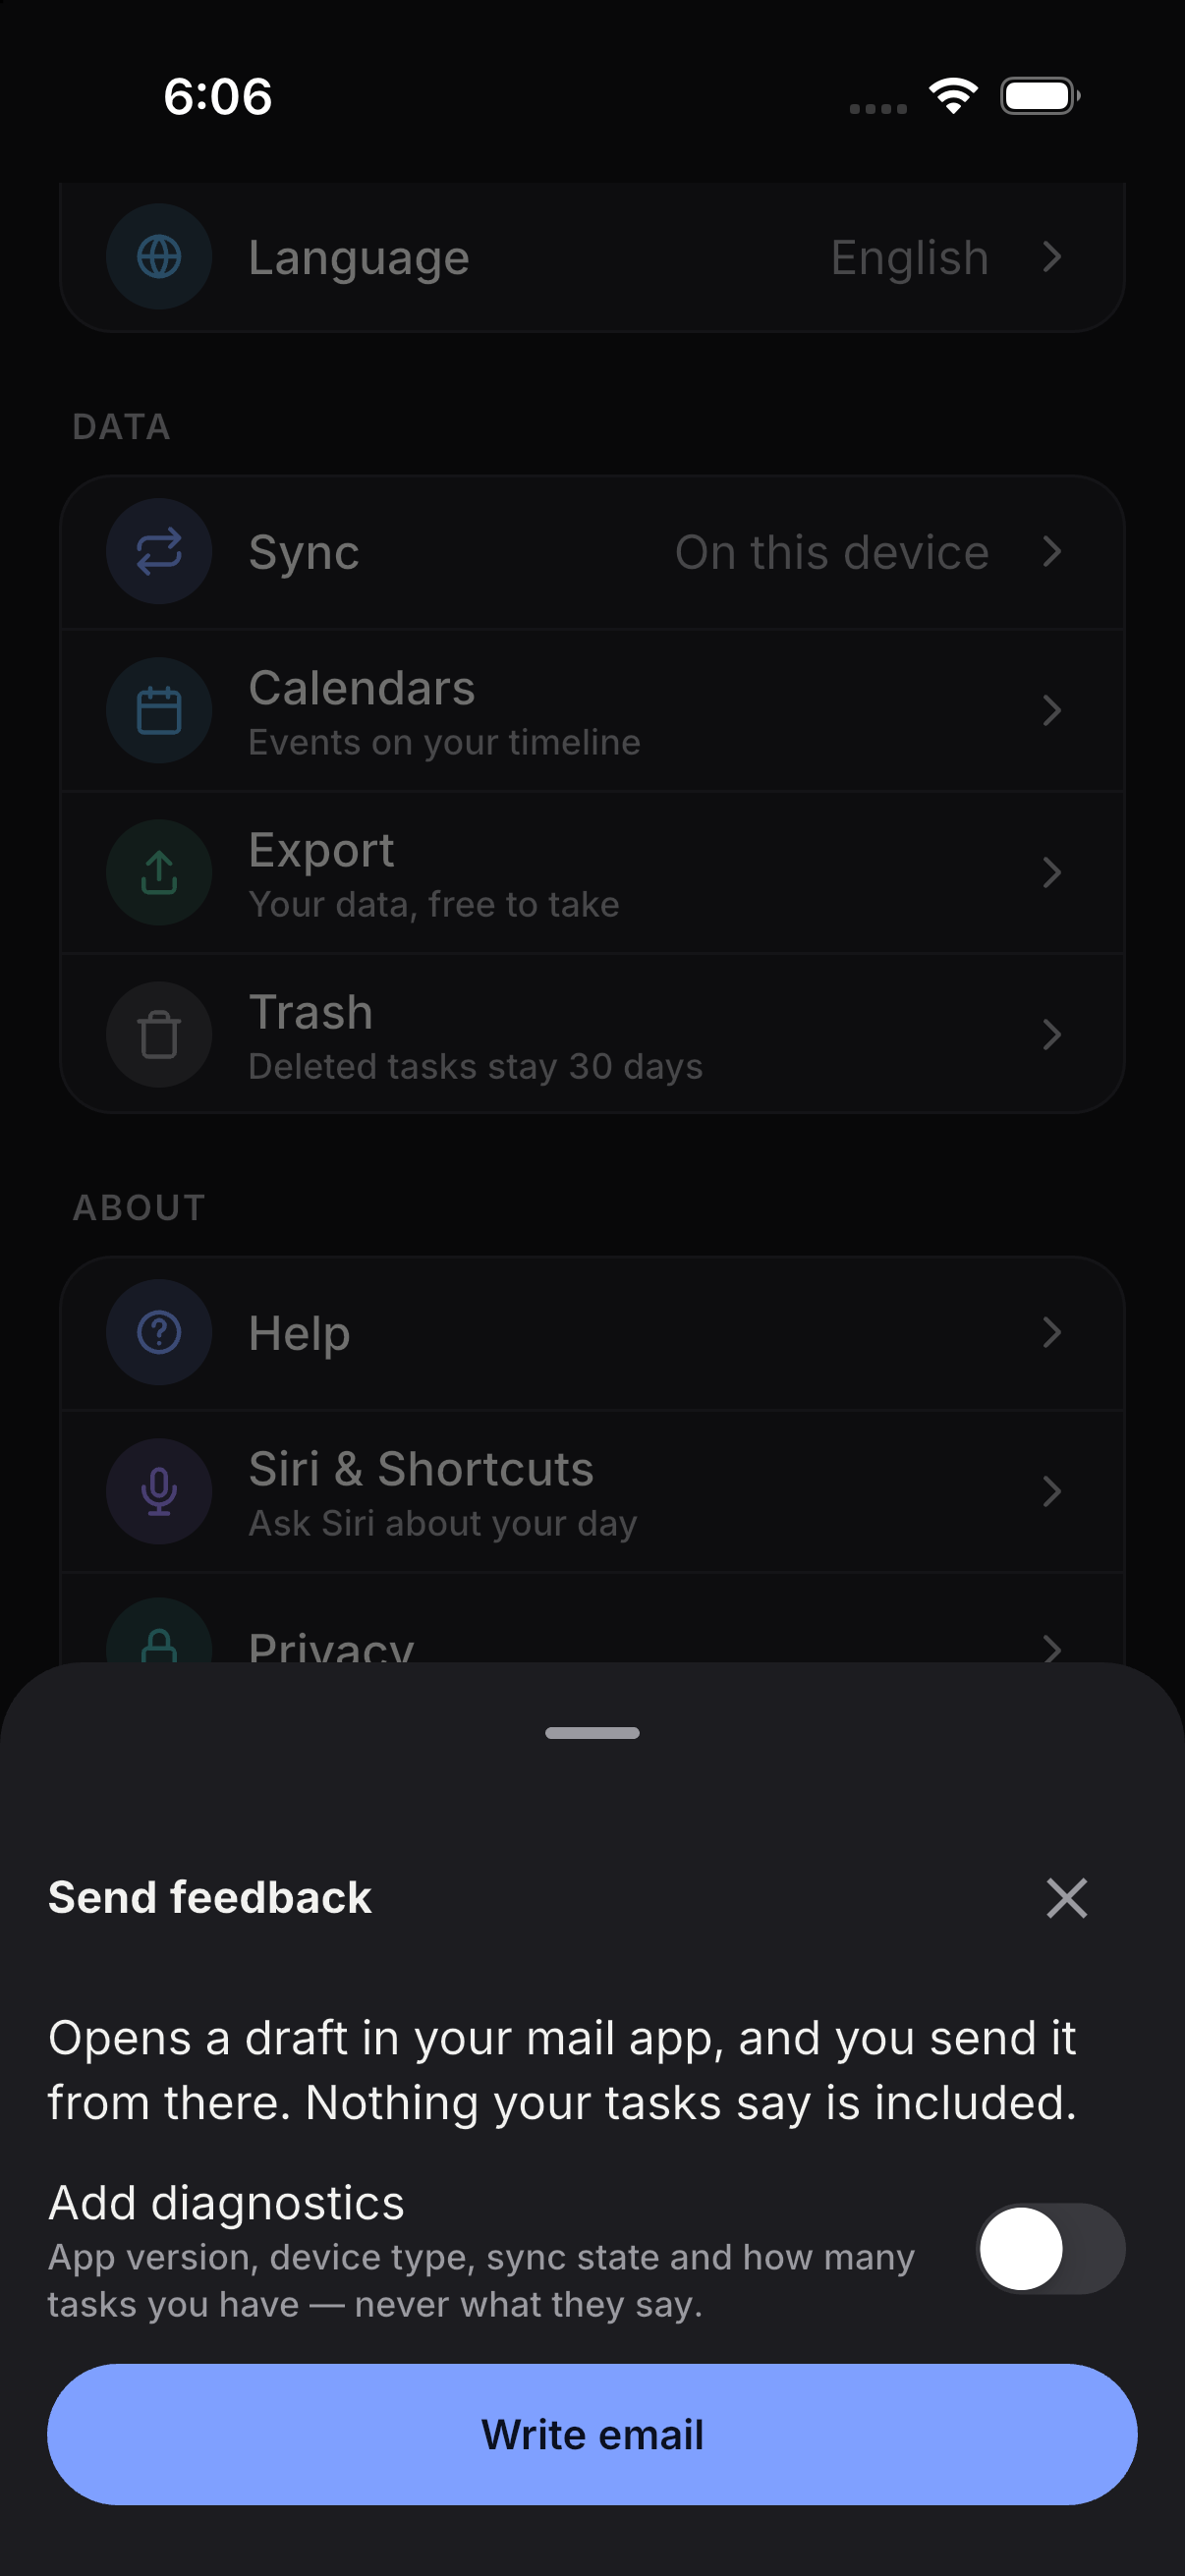 6:06
Language English
DATA
Sync On this device
Calendars
Events on your timeline
Export
Your data, free to take
Trash
Deleted tasks stay 30 days
ABOUT
Help
Siri & Shortcuts
Ask Siri about your day
Privacy
Send feedback
Opens a draft in your mail app, and you send it
from there. Nothing your tasks say is included.
Add diagnostics
App version, device type, sync state and how many
tasks you have — never what they say.
Write email